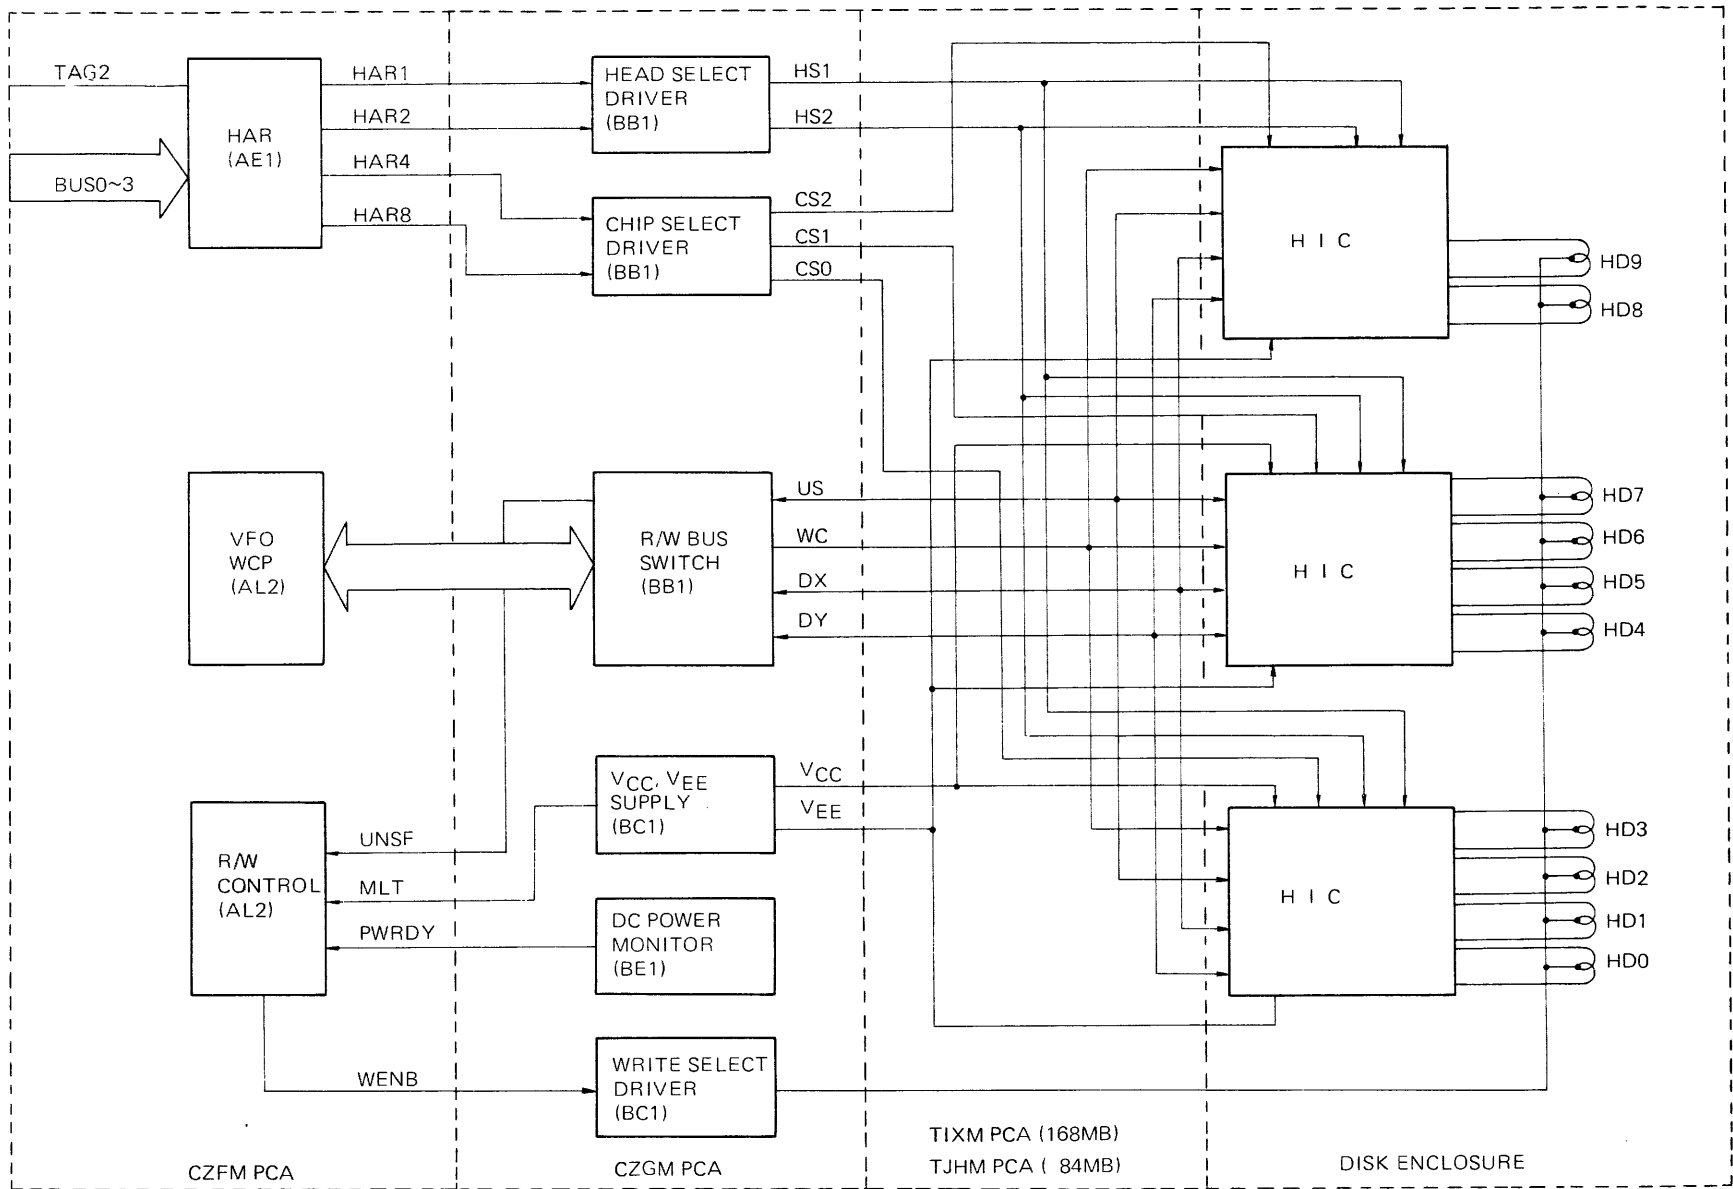 TAG2
BUS0~3
HAR
(AE1)
HAR1
HAR2
HAR4
HAR8
HEAD SELECT
DRIVER
(BB1)
HS1
HS2
CHIP SELECT
DRIVER
(BB1)
CS2
CS1
CS0
H I C
HD9
HD8
VFO
WCP
(AL2)
R/W BUS
SWITCH
(BB1)
US
WC
DX
DY
H I C
HD7
HD6
HD5
HD4
R/W
CONTROL
(AL2)
UNSF
MLT
PWRDY
WENB
VCC, VEE
SUPPLY
(BC1)
VCC
VEE
DC POWER
MONITOR
(BE1)
WRITE SELECT
DRIVER
(BC1)
H I C
HD3
HD2
HD1
HD0
CZFM PCA
CZGM PCA
TIXM PCA (168MB)
TJHM PCA ( 84MB)
DISK ENCLOSURE